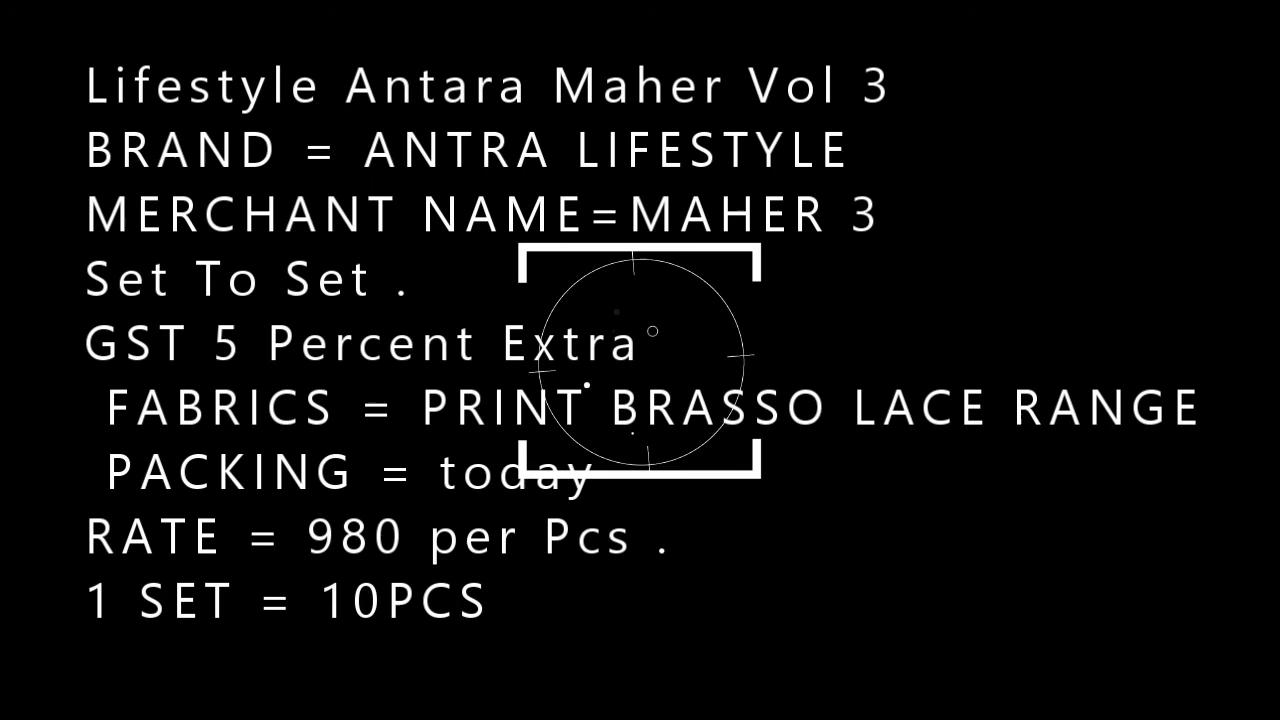 Lifestyle Antara Maher Vol 3
BRAND = ANTRA LIFESTYLE
MERCHANT NAME=MAHER 3
Set To Set .
GST 5 Percent Extra
FABRICS = PRINT BRASSO LACE RANGE
PACKING = today
RATE = 980 per Pcs .
1 SET = 10PCS